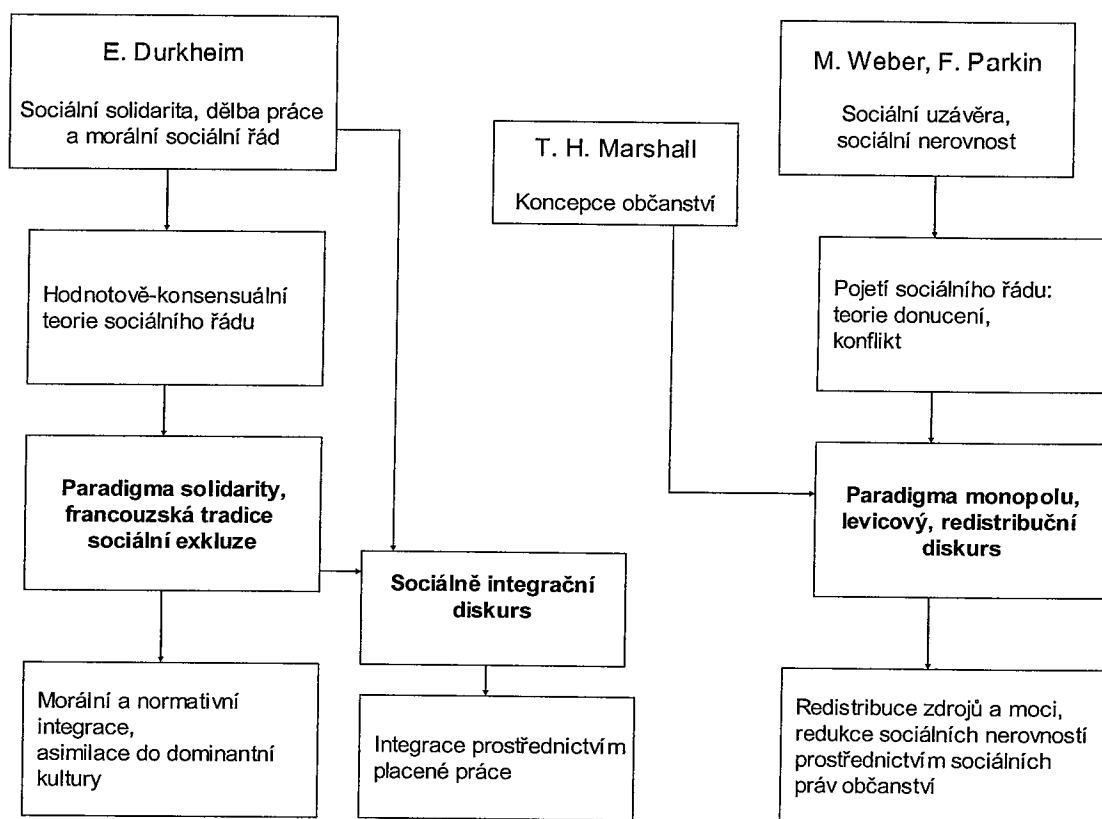 E. Durkheim
Sociální solidarita, dělba práce
a morální sociální řád
M. Weber, F. Parkin
Sociální uzávěra,
sociální nerovnost
T. H. Marshall
Koncepce občanství
Hodnotově-konsensuální
teorie sociálního řádu
Pojetí sociálního řádu:
teorie donucení,
konflikt
Paradigma solidarity,
francouzská tradice
sociální exkluze
Sociálně integrační
diskurs
Paradigma monopolu,
levicový, redistribuční
diskurs
Morální a normativní
integrace,
asimilace do dominantní
kultury
Integrace prostřednictvím
placené práce
Redistribuce zdrojů a moci,
redukce sociálních nerovností
prostřednictvím sociálních
práv občanství